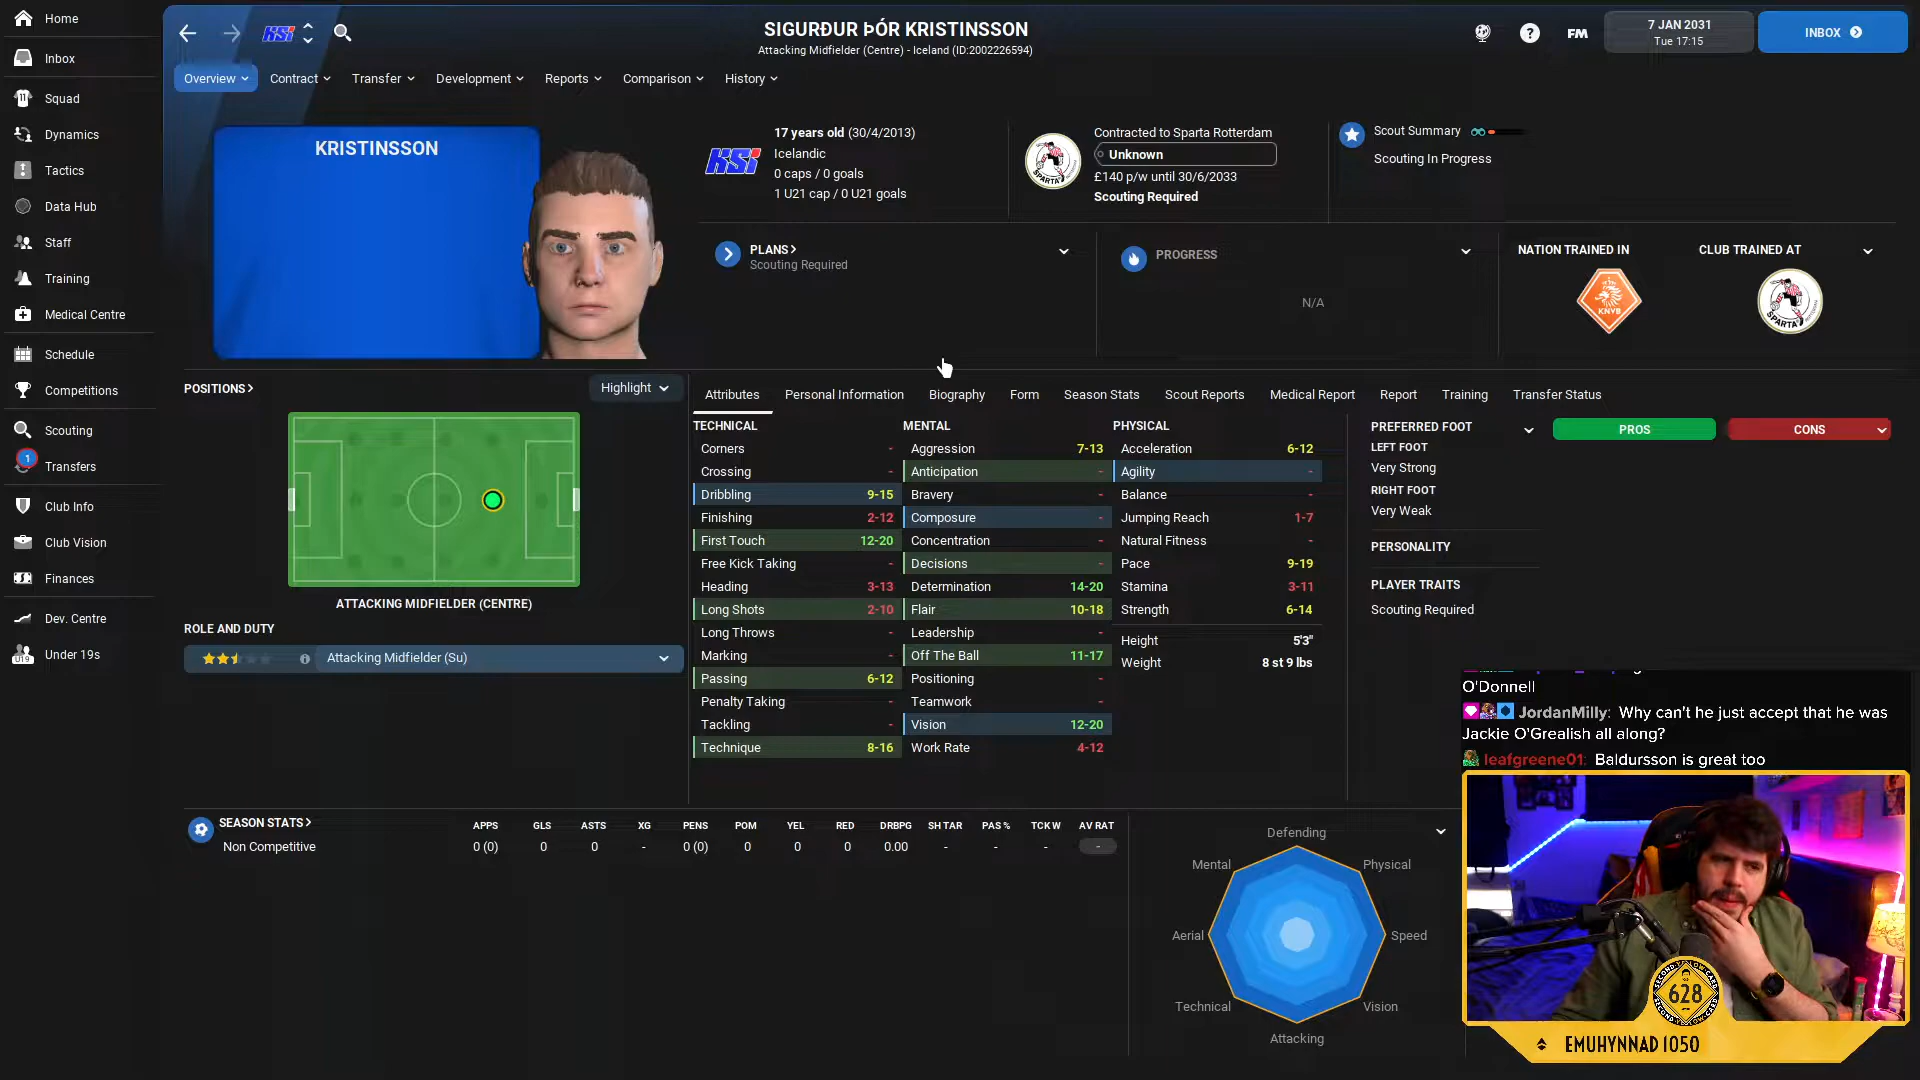 Home
Inbox
Squad
Dynamics
Tactics
Data Hub
Staff
Training
Medical Centre
Schedule
Competitions
Scouting
1
Transfers
Club Info
Club Vision
Finances
Dev. Centre
U19
Under 19s
KSÍ
SIGURÐUR ÞÓR KRISTINSSON
Attacking Midfielder (Centre) - Iceland (ID:2002226594)
?
FM
7 JAN 2031
Tue 17:15
INBOX
Overview
Contract
Transfer
Development
Reports
Comparison
History
KRISTINSSON
KSÍ
17 years old (30/4/2013)
Icelandic
0 caps / 0 goals
1 U21 cap / 0 U21 goals
SPARTA
Contracted to Sparta Rotterdam
Unknown
£140 p/w until 30/6/2033
Scouting Required
Scout Summary
Scouting In Progress
PLANS
Scouting Required
PROGRESS
N/A
NATION TRAINED IN
KNVB
CLUB TRAINED AT
SPARTA
POSITIONS
Highlight
ATTACKING MIDFIELDER (CENTRE)
ROLE AND DUTY
Attacking Midfielder (Su)
Attributes
Personal Information
Biography
Form
Season Stats
Scout Reports
Medical Report
Report
Training
Transfer Status
TECHNICAL
Corners -
Crossing -
Dribbling 9-15
Finishing 2-12
First Touch 12-20
Free Kick Taking -
Heading 3-13
Long Shots 2-10
Long Throws -
Marking -
Passing 6-12
Penalty Taking -
Tackling -
Technique 8-16
MENTAL
Aggression 7-13
Anticipation -
Bravery -
Composure -
Concentration -
Decisions -
Determination 14-20
Flair 10-18
Leadership -
Off The Ball 11-17
Positioning -
Teamwork -
Vision 12-20
Work Rate 4-12
PHYSICAL
Acceleration 6-12
Agility -
Balance -
Jumping Reach 1-7
Natural Fitness -
Pace 9-19
Stamina 3-11
Strength 6-14
Height 5'3"
Weight 8 st 9 lbs
PREFERRED FOOT
LEFT FOOT
Very Strong
RIGHT FOOT
Very Weak
PERSONALITY
PLAYER TRAITS
Scouting Required
PROS
CONS
SEASON STATS
APPS GLS ASTS XG PENS POM YEL RED DRBPG SH TAR PAS % TCK W AV RAT
Non Competitive 0 (0) 0 0 - 0 (0) 0 0 0 0.00 - - - -
Defending
Physical
Speed
Vision
Attacking
Technical
Aerial
Mental
O'Donnell
JordanMilly: Why can't he just accept that he was
Jackie O'Grealish all along?
leafgreene01: Baldursson is great too
SECOND YELLOW CARD
628
EMUHYNNAD 1050